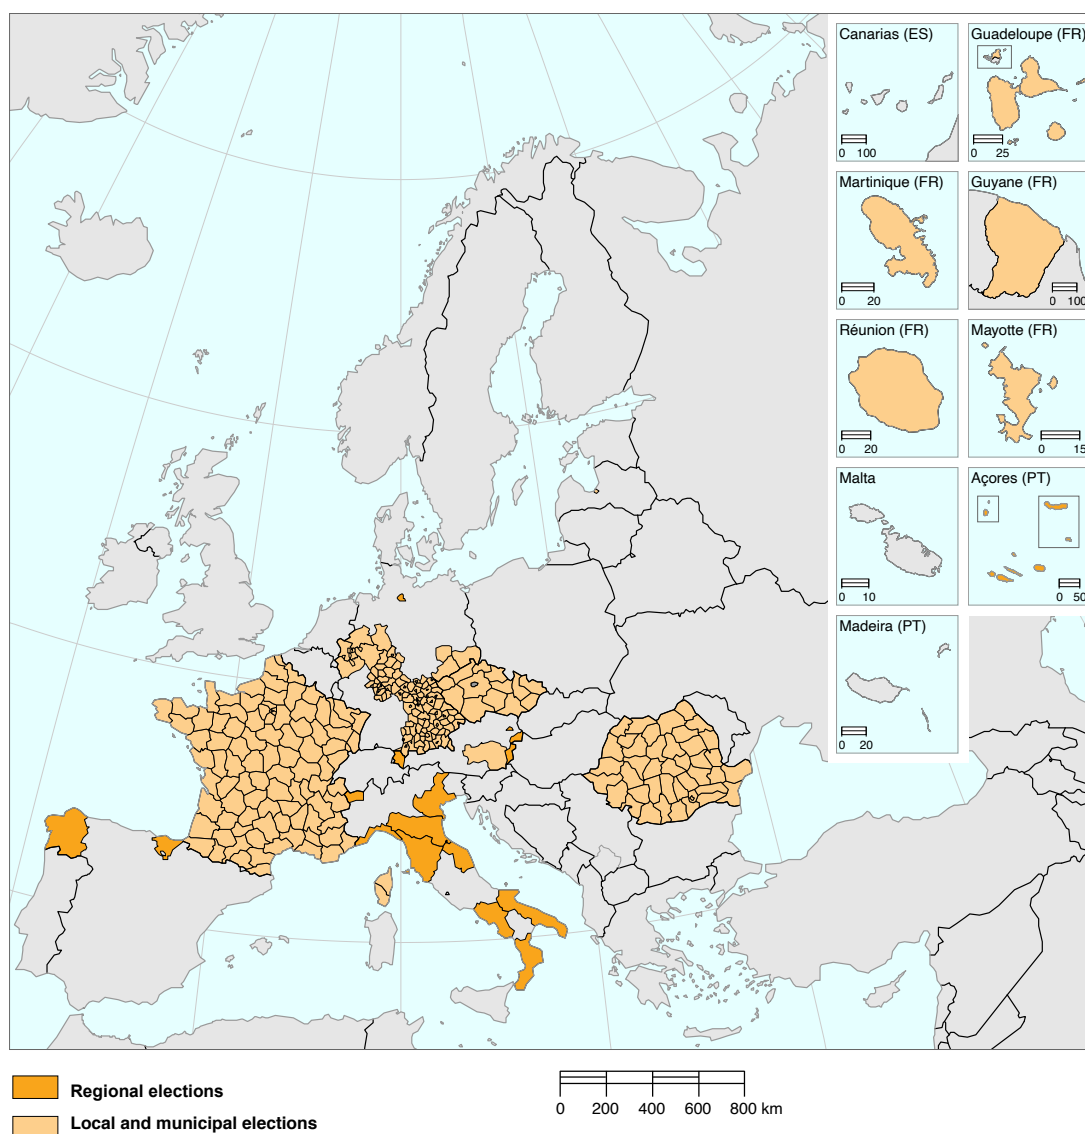 Canarias (ES)
0 100
Guadeloupe (FR)
0 25
Martinique (FR)
0 20
Guyane (FR)
0 100
Réunion (FR)
0 20
Mayotte (FR)
0 15
Malta
0 10
Açores (PT)
0 50
Madeira (PT)
0 20
Regional elections
Local and municipal elections
0 200 400 600 800 km